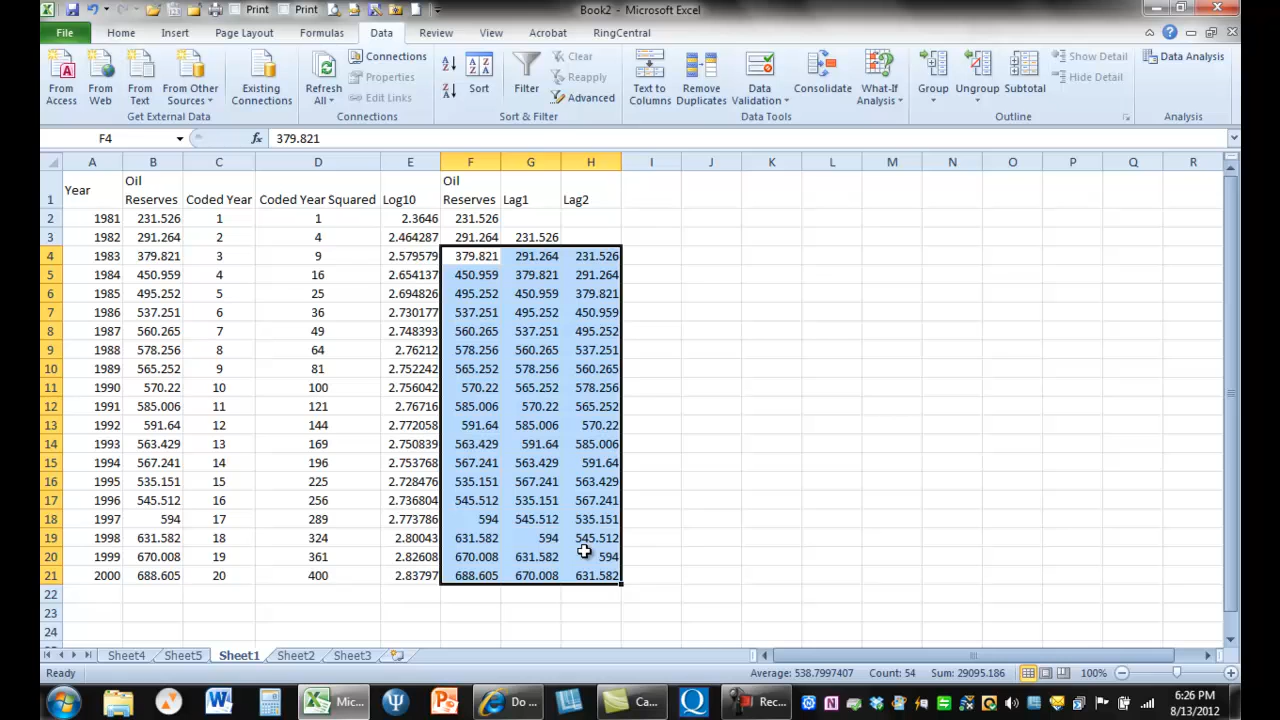 Print Print Book2 - Microsoft Excel
File Home Insert Page Layout Formulas Data Review View Acrobat RingCentral
From Access From Web From Text From Other Sources Existing Connections Refresh All Connections Properties Edit Links Sort Filter Clear Reapply Advanced Text to Columns Remove Duplicates Data Validation Consolidate What-If Analysis Group Ungroup Subtotal Show Detail Hide Detail Data Analysis
Get External Data Connections Sort & Filter Data Tools Outline Analysis
F4 fx 379.821
A B C D E F G H I J K L M N O P Q R
1 Year Oil Reserves Coded Year Coded Year Squared Log10 Oil Reserves Lag1 Lag2
2 1981 231.526 1 1 2.3646 231.526
3 1982 291.264 2 4 2.464287 291.264 231.526
4 1983 379.821 3 9 2.579579 379.821 291.264 231.526
5 1984 450.959 4 16 2.654137 450.959 379.821 291.264
6 1985 495.252 5 25 2.694826 495.252 450.959 379.821
7 1986 537.251 6 36 2.730177 537.251 495.252 450.959
8 1987 560.265 7 49 2.748393 560.265 537.251 495.252
9 1988 578.256 8 64 2.76212 578.256 560.265 537.251
10 1989 565.252 9 81 2.752242 565.252 578.256 560.265
11 1990 570.22 10 100 2.756042 570.22 565.252 578.256
12 1991 585.006 11 121 2.76716 585.006 570.22 565.252
13 1992 591.64 12 144 2.772058 591.64 585.006 570.22
14 1993 563.429 13 169 2.750839 563.429 591.64 585.006
15 1994 567.241 14 196 2.753768 567.241 563.429 591.64
16 1995 535.151 15 225 2.728476 535.151 567.241 563.429
17 1996 545.512 16 256 2.736804 545.512 535.151 567.241
18 1997 594 17 289 2.773786 594 545.512 535.151
19 1998 631.582 18 324 2.80043 631.582 594 545.512
20 1999 670.008 19 361 2.82608 670.008 631.582 594
21 2000 688.605 20 400 2.83797 688.605 670.008 631.582
22
23
24
Sheet4 Sheet5 Sheet1 Sheet2 Sheet3
Ready Average: 538.7997407 Count: 54 Sum: 29095.186 100%
Mic... Do ... Ca... Rec... 6:26 PM
8/13/2012